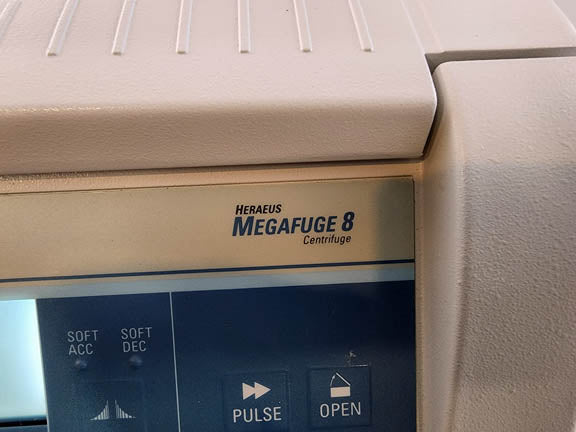 HERAEUS
MEGAFUGE 8
Centrifuge
SOFT ACC
SOFT DEC
PULSE
OPEN